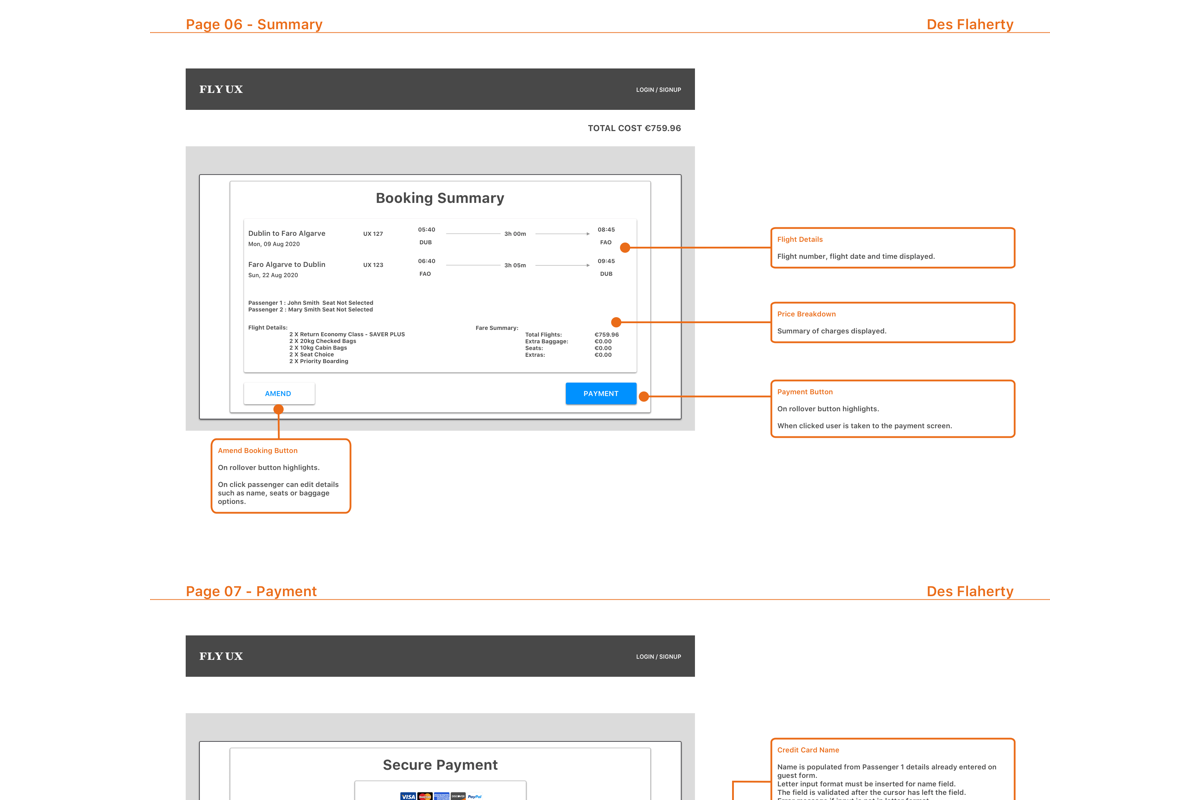 Page 06 - Summary
Des Flaherty
FLY UX
LOGIN / SIGNUP
TOTAL COST €759.96
Booking Summary
Dublin to Faro Algarve
Mon, 09 Aug 2020
UX 127
05:40
DUB
3h 00m
08:45
FAO
Faro Algarve to Dublin
Sun, 22 Aug 2020
UX 123
06:40
FAO
3h 05m
09:45
DUB
Passenger 1 : John Smith Seat Not Selected
Passenger 2 : Mary Smith Seat Not Selected
Flight Details:
2 X Return Economy Class - SAVER PLUS
2 X 20kg Checked Bags
2 X 10kg Cabin Bags
2 X Seat Choice
2 X Priority Boarding
Fare Summary:
Total Flights: €759.96
Extra Baggage: €0.00
Seats: €0.00
Extras: €0.00
AMEND
PAYMENT
Flight Details
Flight number, flight date and time displayed.
Price Breakdown
Summary of charges displayed.
Payment Button
On rollover button highlights.
When clicked user is taken to the payment screen.
Amend Booking Button
On rollover button highlights.
On click passenger can edit details
such as name, seats or baggage
options.
Page 07 - Payment
Des Flaherty
FLY UX
LOGIN / SIGNUP
Secure Payment
VISA
PayPal
Credit Card Name
Name is populated from Passenger 1 details already entered on
guest form.
Letter input format must be inserted for name field.
The field is validated after the cursor has left the field.